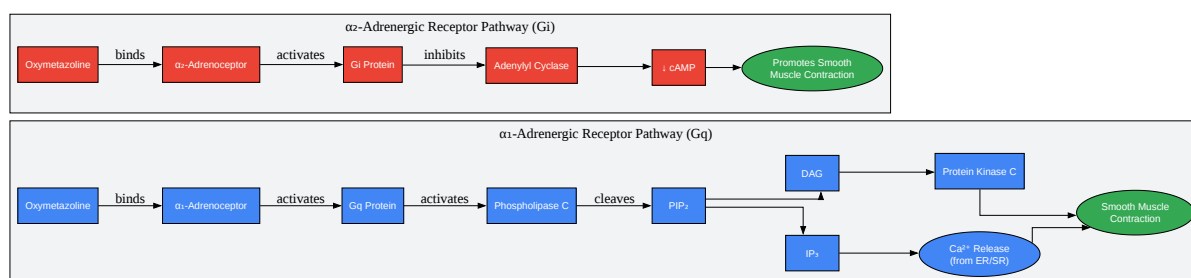 α₂-Adrenergic Receptor Pathway (Gi)
Oxymetazoline
binds
α₂-Adrenoceptor
activates
Gi Protein
inhibits
Adenylyl Cyclase
↓ cAMP
Promotes Smooth
Muscle Contraction
α₁-Adrenergic Receptor Pathway (Gq)
Oxymetazoline
binds
α₁-Adrenoceptor
activates
Gq Protein
activates
Phospholipase C
cleaves
PIP₂
DAG
Protein Kinase C
IP₃
Ca²⁺ Release
(from ER/SR)
Smooth Muscle
Contraction